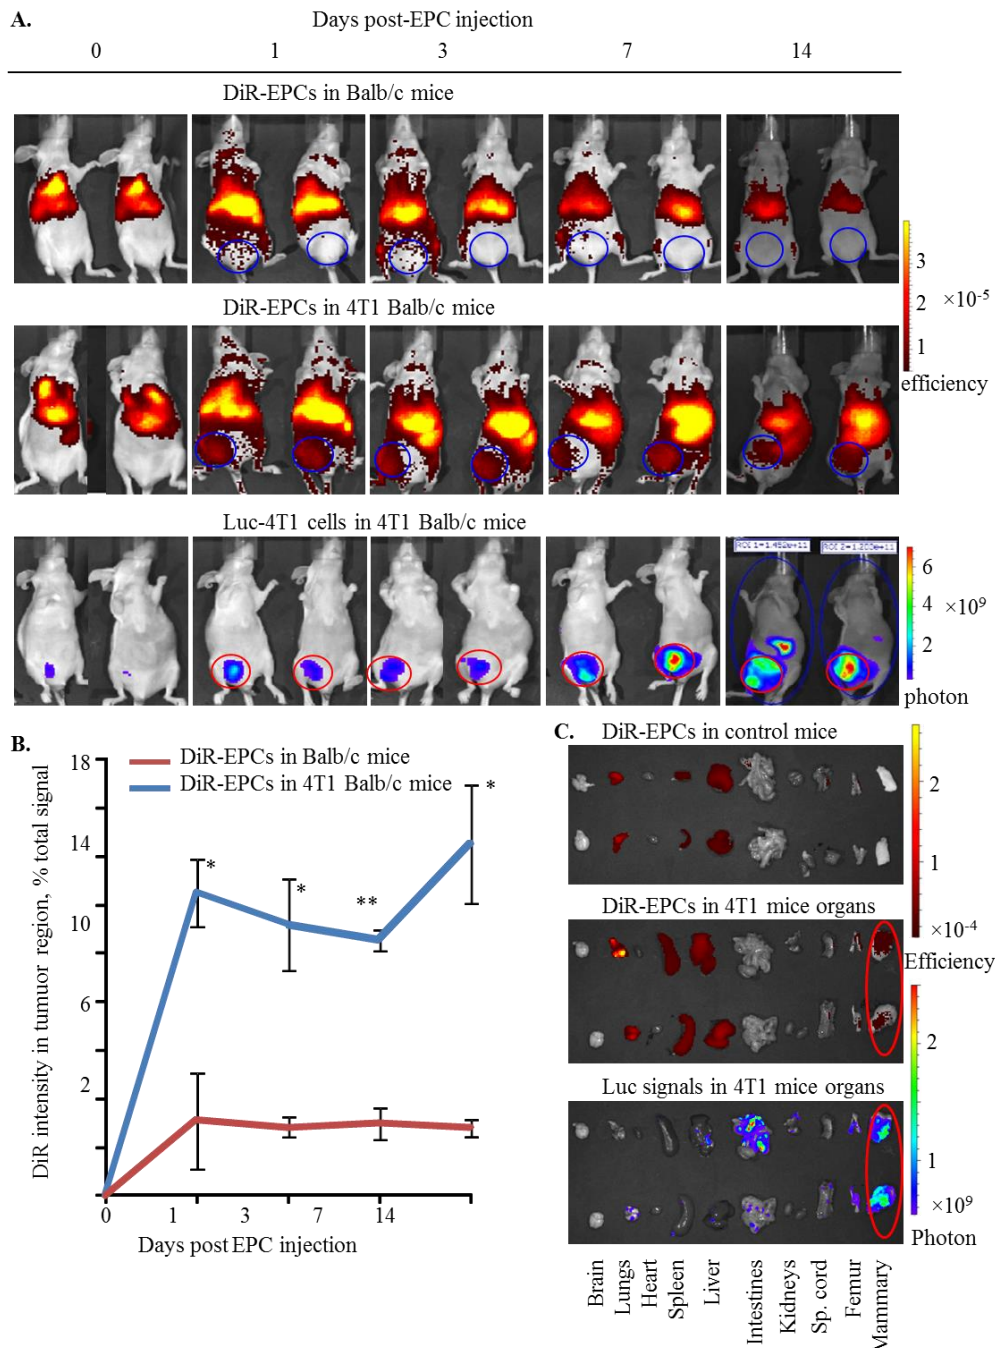 A.
Days post-EPC injection
0 1 3 7 14
DiR-EPCs in Balb/c mice
3
2
×10-5
1
efficiency
DiR-EPCs in 4T1 Balb/c mice
Luc-4T1 cells in 4T1 Balb/c mice
6
4
×10⁹
2
photon
B.
DiR-EPCs in Balb/c mice
DiR-EPCs in 4T1 Balb/c mice
18
14
10
6
2
DiR intensity in tumuor region, % total signal
*
*
**
*
0 1 3 7 14
Days post EPC injection
C.
DiR-EPCs in control mice
2
1
×10-4
Efficiency
DiR-EPCs in 4T1 mice organs
Luc signals in 4T1 mice organs
2
1
×10⁹
Photon
Brain
Lungs
Heart
Spleen
Liver
Intestines
Kidneys
Sp. cord
Femur
Mammary